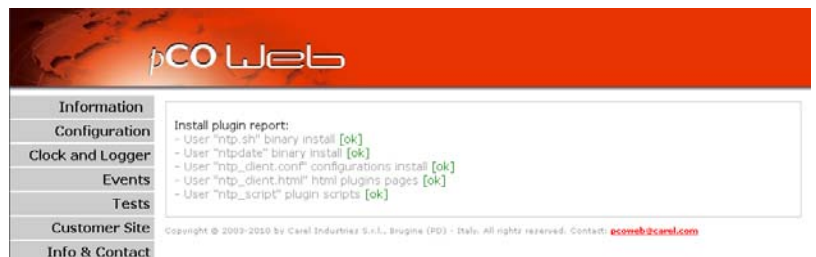 pCO Web
Information
Configuration
Clock and Logger
Events
Tests
Customer Site
Info & Contact
Install plugin report:
- User "ntp.sh" binary install [ok]
- User "ntpdate" binary install [ok]
- User "ntp_client.conf" configurations install [ok]
- User "ntp_client.html" html plugins pages [ok]
- User "ntp_script" plugin scripts [ok]
Copyright © 2003-2010 by Carel Industries S.r.l., Brugine (PD) - Italy. All rights reserved. Contact: pcoweb@carel.com